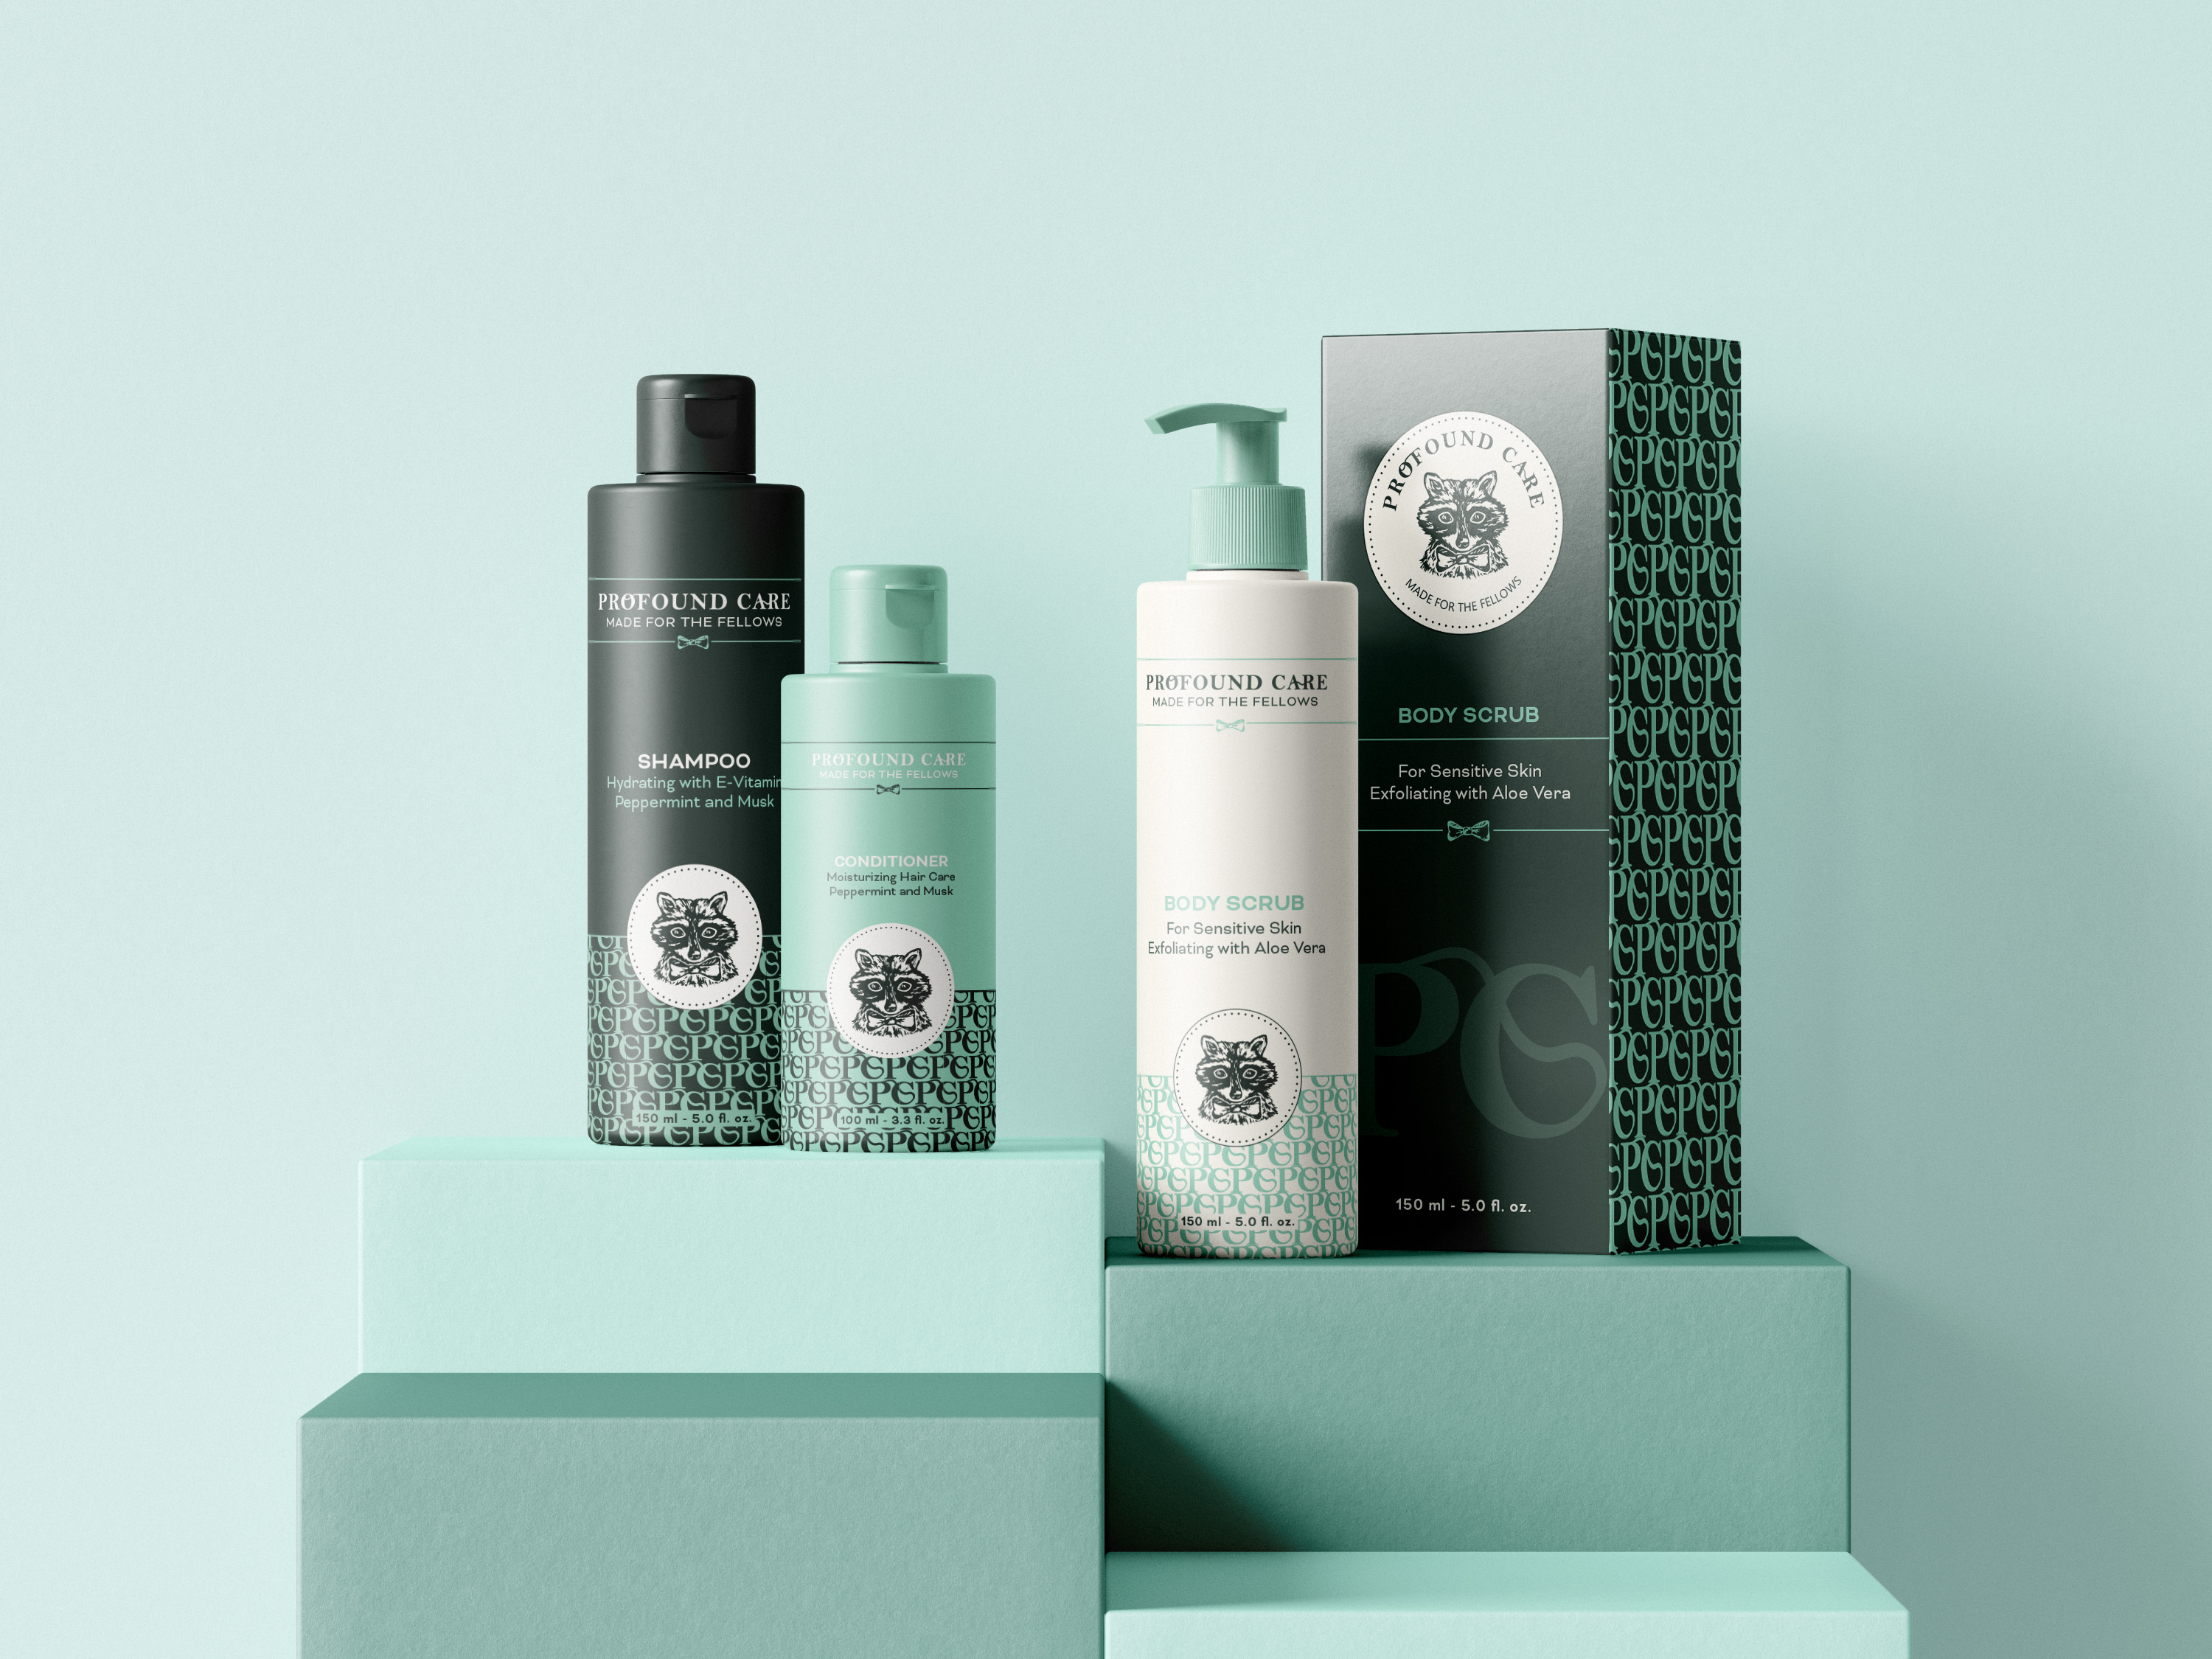 PROFOUND CARE
MADE FOR THE FELLOWS
SHAMPOO
Hydrating with E-Vitamin
Peppermint and Musk
150 ml - 5.0 fl. oz.
PROFOUND CARE
MADE FOR THE FELLOWS
CONDITIONER
Moisturizing Hair Care
Peppermint and Musk
100 ml - 3.3 fl. oz.
PROFOUND CARE
MADE FOR THE FELLOWS
BODY SCRUB
For Sensitive Skin
Exfoliating with Aloe Vera
150 ml - 5.0 fl. oz.
PROFOUND CARE
MADE FOR THE FELLOWS
BODY SCRUB
For Sensitive Skin
Exfoliating with Aloe Vera
PC
150 ml - 5.0 fl. oz.